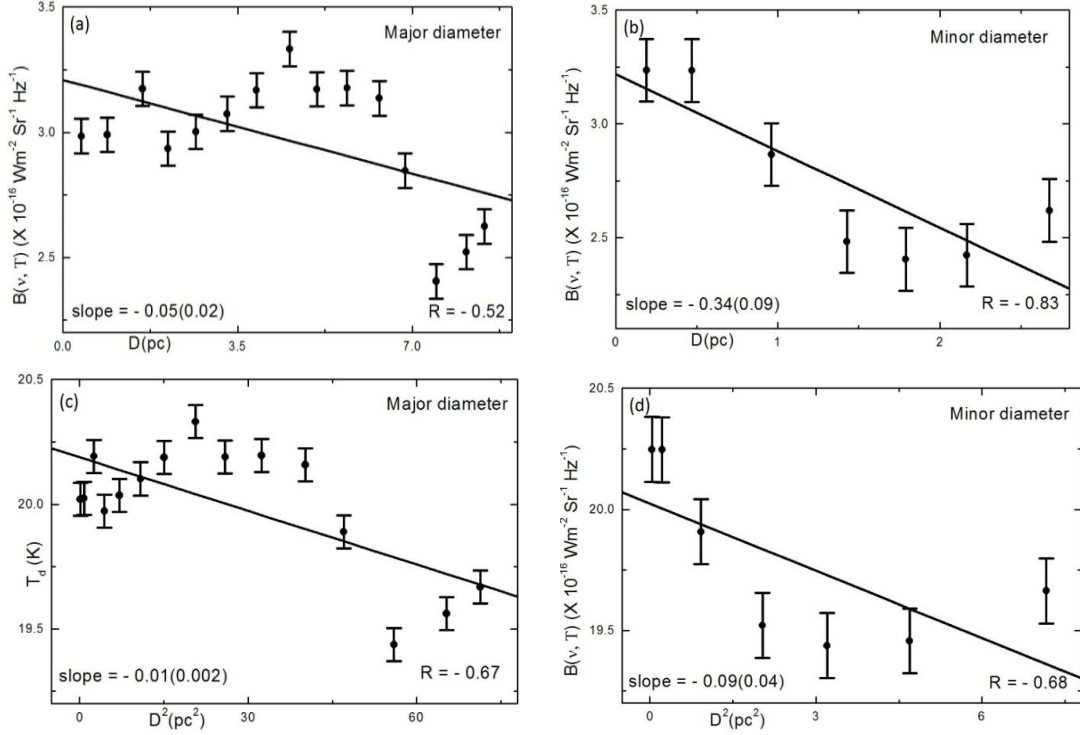 (a)
Major diameter
3.5
3.0
2.5
B(ν, T) (X 10⁻¹⁶ Wm⁻² Sr⁻¹ Hz⁻¹)
slope = - 0.05(0.02)
R = - 0.52
0.0
3.5
7.0
D(pc)
(b)
Minor diameter
3.5
3.0
2.5
B(ν, T) (X 10⁻¹⁶ Wm⁻² Sr⁻¹ Hz⁻¹)
slope = - 0.34(0.09)
R = - 0.83
0
1
2
D(pc)
(c)
Major diameter
20.5
20.0
19.5
T_d (K)
slope = - 0.01(0.002)
R = - 0.67
0
30
60
D²(pc²)
(d)
Minor diameter
20.5
20.0
19.5
B(ν, T) (X 10⁻¹⁶ Wm⁻² Sr⁻¹ Hz⁻¹)
slope = - 0.09(0.04)
R = - 0.68
0
3
6
D²(pc²)